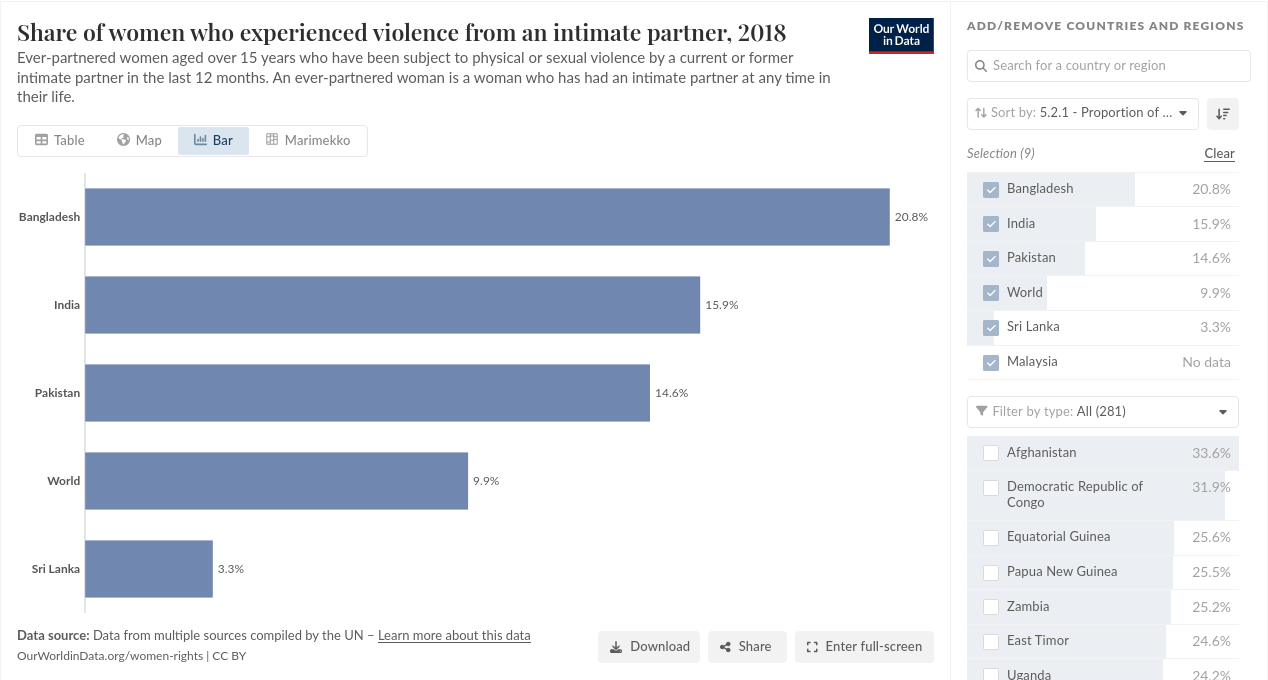 Share of women who experienced violence from an intimate partner, 2018
Ever-partnered women aged over 15 years who have been subject to physical or sexual violence by a current or former
intimate partner in the last 12 months. An ever-partnered woman is a woman who has had an intimate partner at any time in
their life.
Our World
in Data
Table
Map
Bar
Marimekko
Bangladesh
20.8%
India
15.9%
Pakistan
14.6%
World
9.9%
Sri Lanka
3.3%
Data source: Data from multiple sources compiled by the UN – Learn more about this data
OurWorldinData.org/women-rights | CC BY
Download
Share
Enter full-screen
ADD/REMOVE COUNTRIES AND REGIONS
Search for a country or region
Sort by: 5.2.1 - Proportion of ...
Selection (9)
Clear
Bangladesh 20.8%
India 15.9%
Pakistan 14.6%
World 9.9%
Sri Lanka 3.3%
Malaysia No data
Filter by type: All (281)
Afghanistan 33.6%
Democratic Republic of 31.9%
Congo
Equatorial Guinea 25.6%
Papua New Guinea 25.5%
Zambia 25.2%
East Timor 24.6%
Uganda 24.2%